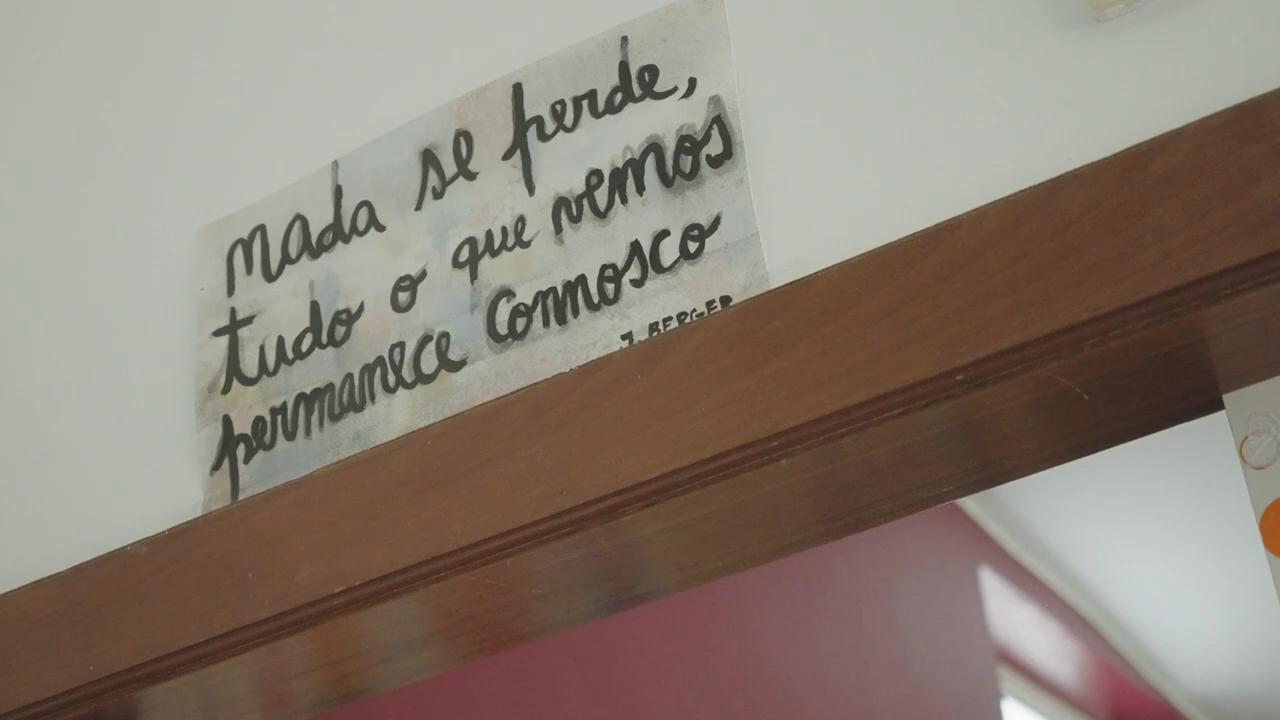 Nada se perde,
tudo o que vemos
permanece connosco
J. BERGER